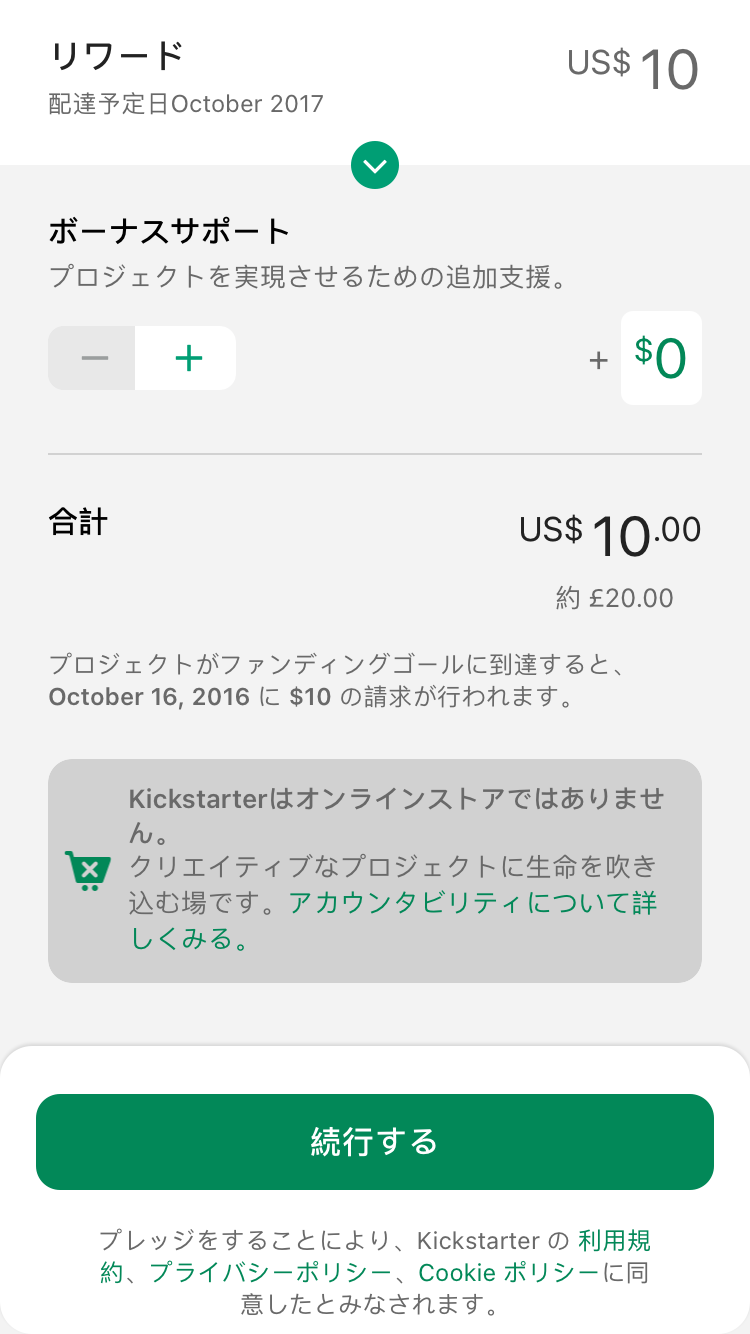 リワード
US$ 10
配達予定日October 2017
ボーナスサポート
プロジェクトを実現させるための追加支援。
− +
+ $0
合計
US$ 10.00
約 £20.00
プロジェクトがファンディングゴールに到達すると、
October 16, 2016 に $10 の請求が行われます。
Kickstarterはオンラインストアではありませ
ん。
クリエイティブなプロジェクトに生命を吹き
込む場です。アカウンタビリティについて詳
しくみる。
続行する
プレッジをすることにより、Kickstarter の 利用規
約、プライバシーポリシー、Cookie ポリシーに同
意したとみなされます。